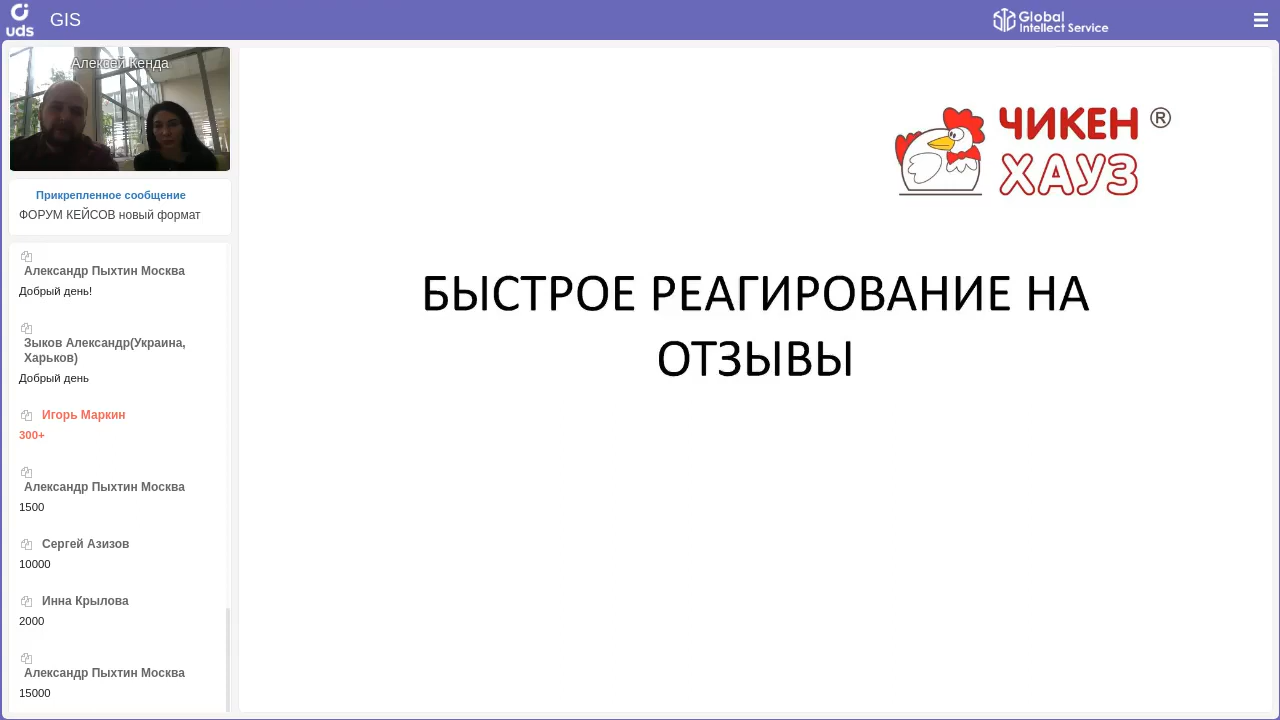 uds
GIS
Global
Intellect Service
Алексей Кенда
Прикрепленное сообщение
ФОРУМ КЕЙСОВ новый формат
Александр Пыхтин Москва
Добрый день!
Зыков Александр(Украина,
Харьков)
Добрый день
Игорь Маркин
300+
Александр Пыхтин Москва
1500
Сергей Азизов
10000
Инна Крылова
2000
Александр Пыхтин Москва
15000
ЧИКЕН ®
ХАУЗ
БЫСТРОЕ РЕАГИРОВАНИЕ НА
ОТЗЫВЫ